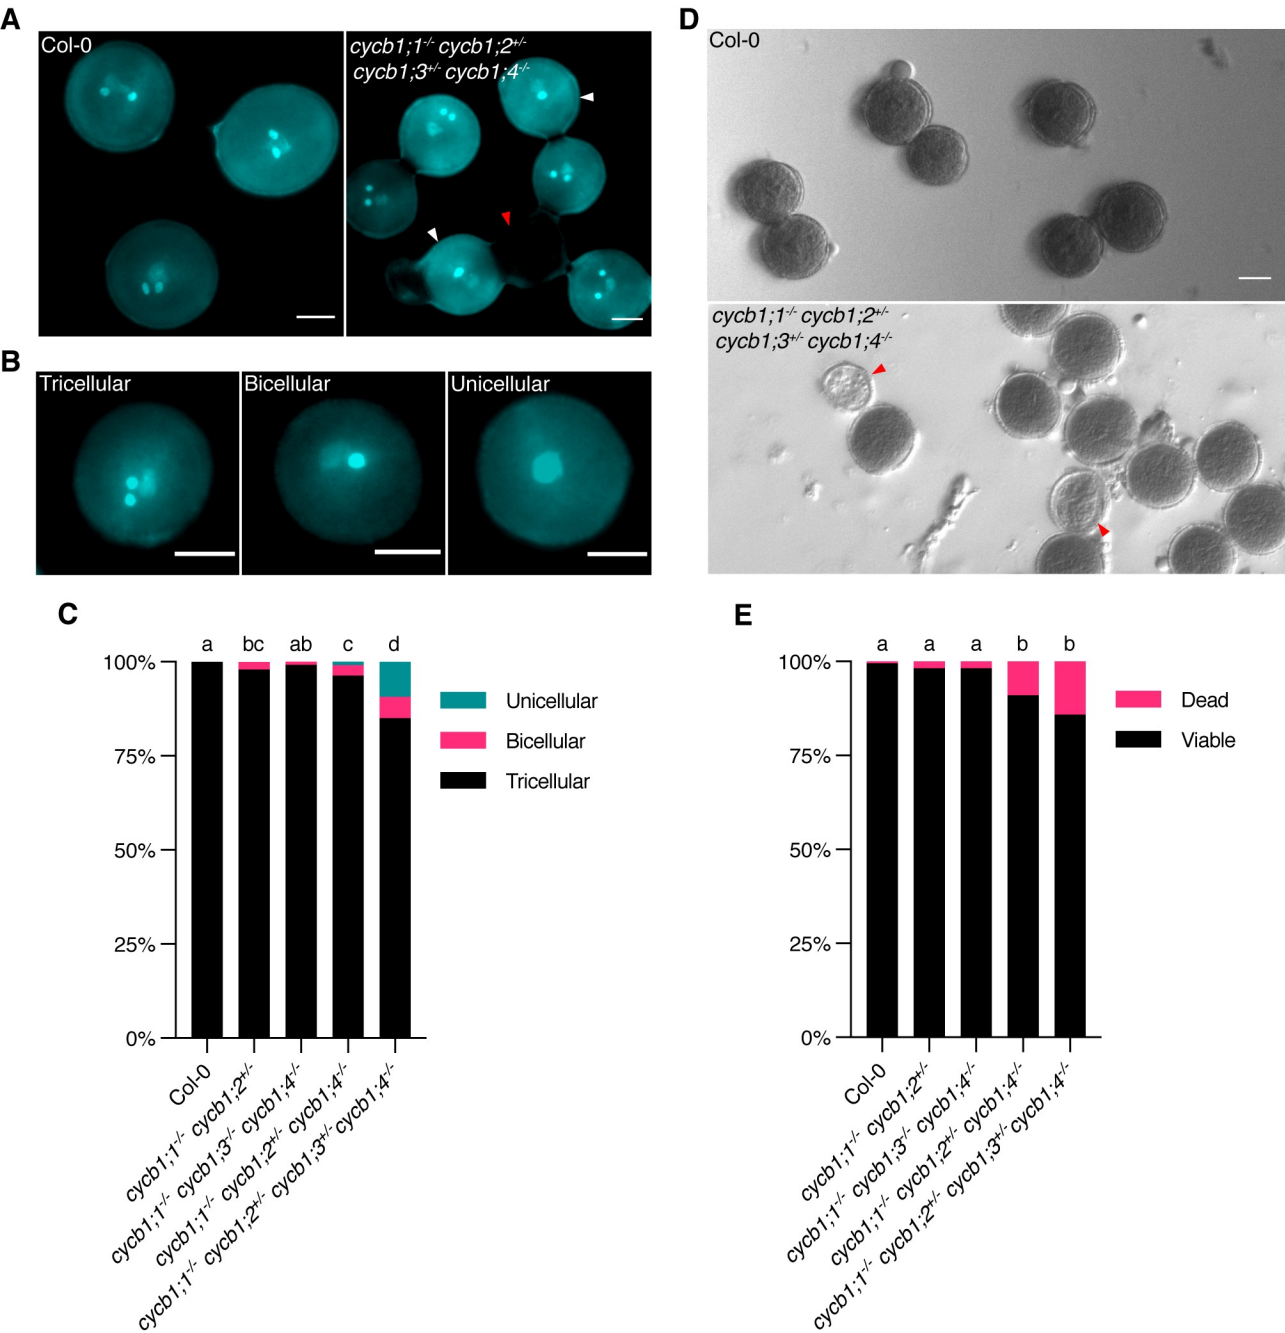 A
Col-0
cycb1;1-/- cycb1;2+/-
cycb1;3+/- cycb1;4-/-
B
Tricellular
Bicellular
Unicellular
C
a
bc
ab
c
d
100%
75%
50%
25%
0%
Unicellular
Bicellular
Tricellular
Col-0
cycb1;1-/- cycb1;2+/-
cycb1;1-/- cycb1;3-/- cycb1;4-/-
cycb1;1-/- cycb1;2+/- cycb1;4-/-
cycb1;1-/- cycb1;2+/- cycb1;3+/- cycb1;4-/-
D
Col-0
cycb1;1-/- cycb1;2+/-
cycb1;3+/- cycb1;4-/-
E
a
a
a
b
b
100%
75%
50%
25%
0%
Dead
Viable
Col-0
cycb1;1-/- cycb1;2+/-
cycb1;1-/- cycb1;3-/- cycb1;4-/-
cycb1;1-/- cycb1;2+/- cycb1;4-/-
cycb1;1-/- cycb1;2+/- cycb1;3+/- cycb1;4-/-